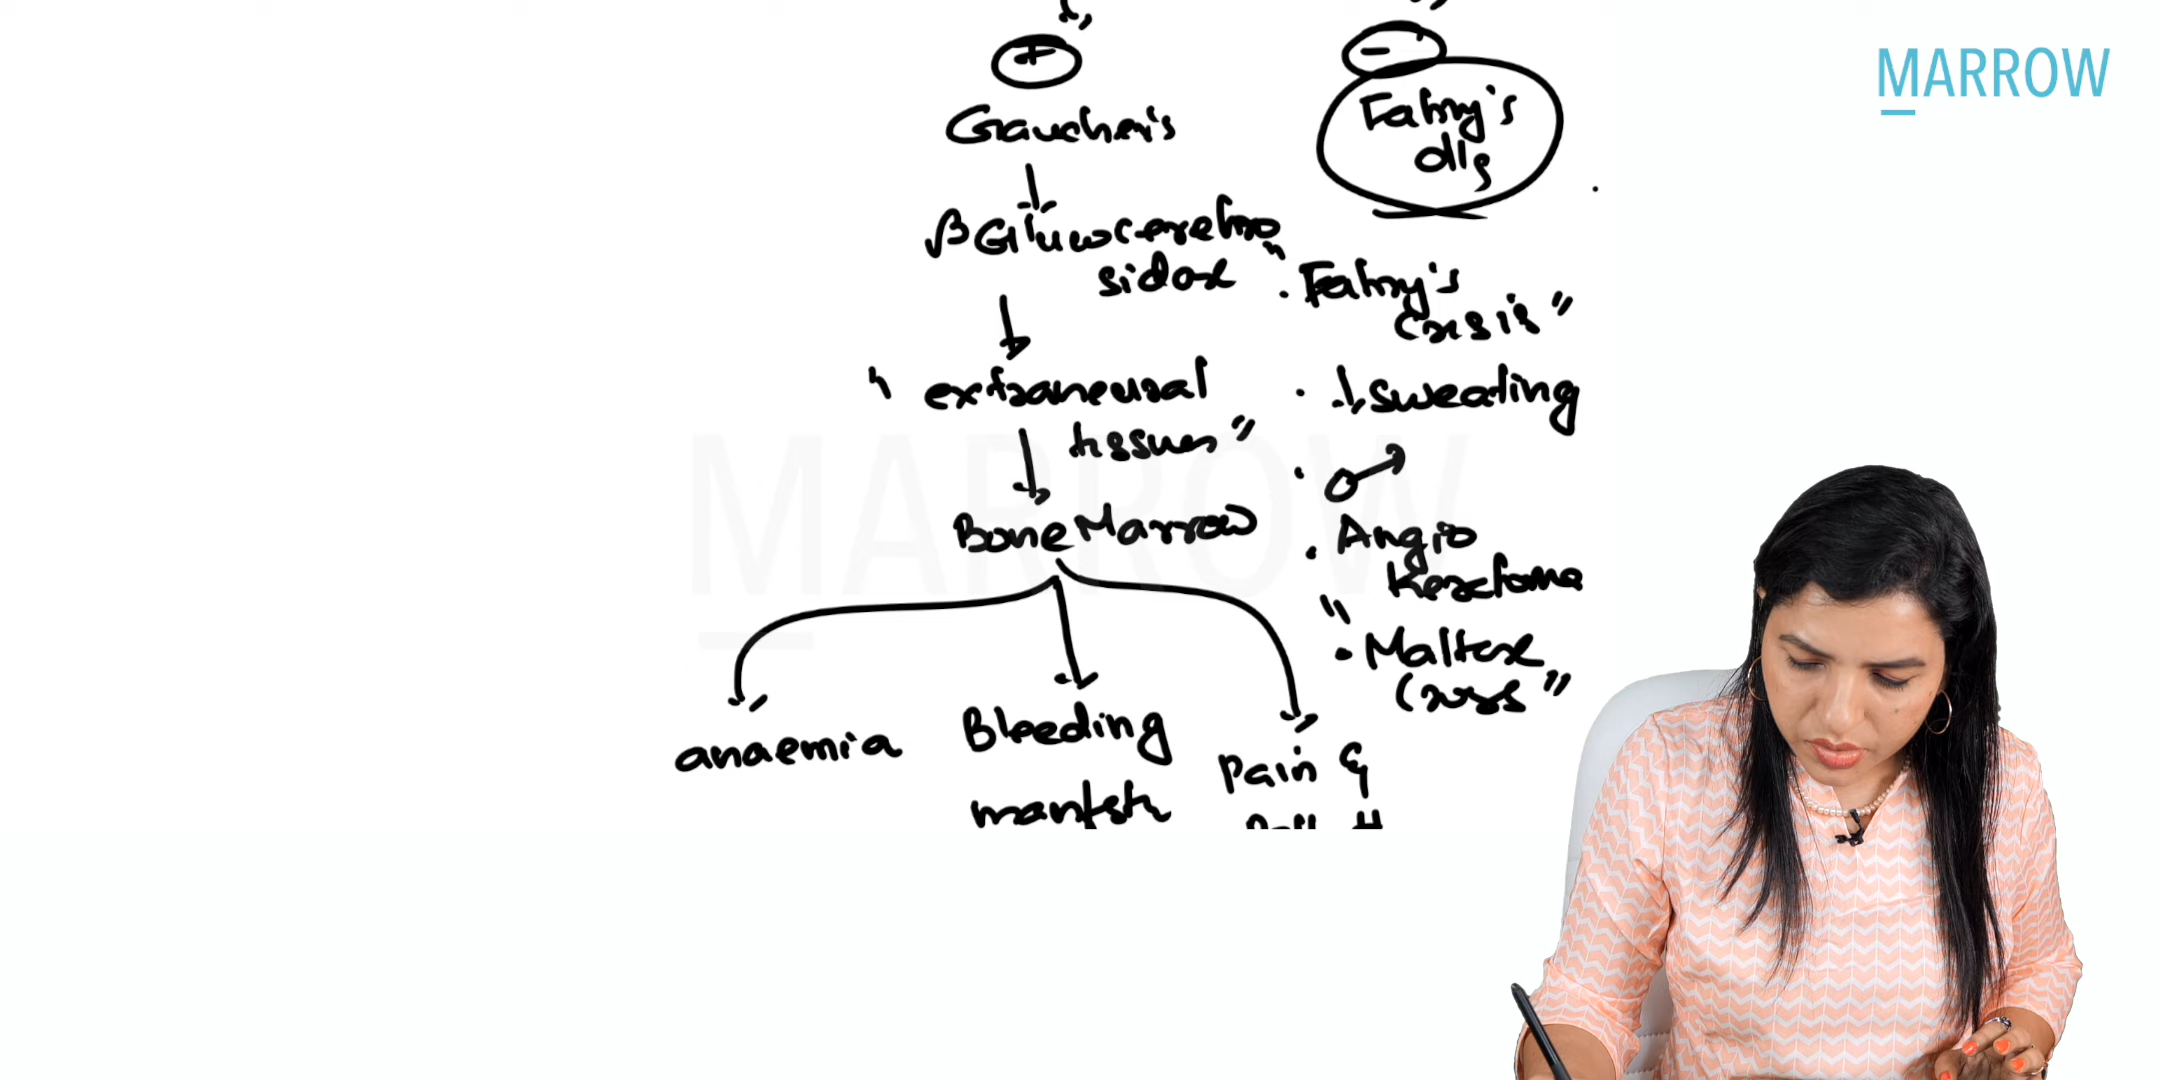 MARROW
+
-
Gaucher's
Fabry's
dis
β Glucocerebro
sidase
"Fabry's
crisis"
"extraneural
tissues"
↓ sweating
Bone Marrow
Angio
Keratoma
"Maltese
Cross"
anaemia
Bleeding
manifstn
Pain &